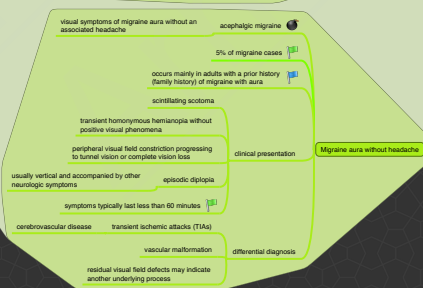 visual symptoms of migraine aura without an
associated headache
acephalgic migraine
5% of migraine cases
occurs mainly in adults with a prior history
(family history) of migraine with aura
scintillating scotoma
transient homonymous hemianopia without
positive visual phenomena
peripheral visual field constriction progressing
to tunnel vision or complete vision loss
clinical presentation
Migraine aura without headache
usually vertical and accompanied by other
neurologic symptoms
episodic diplopia
symptoms typically last less than 60 minutes
cerebrovascular disease
transient ischemic attacks (TIAs)
vascular malformation
differential diagnosis
residual visual field defects may indicate
another underlying process